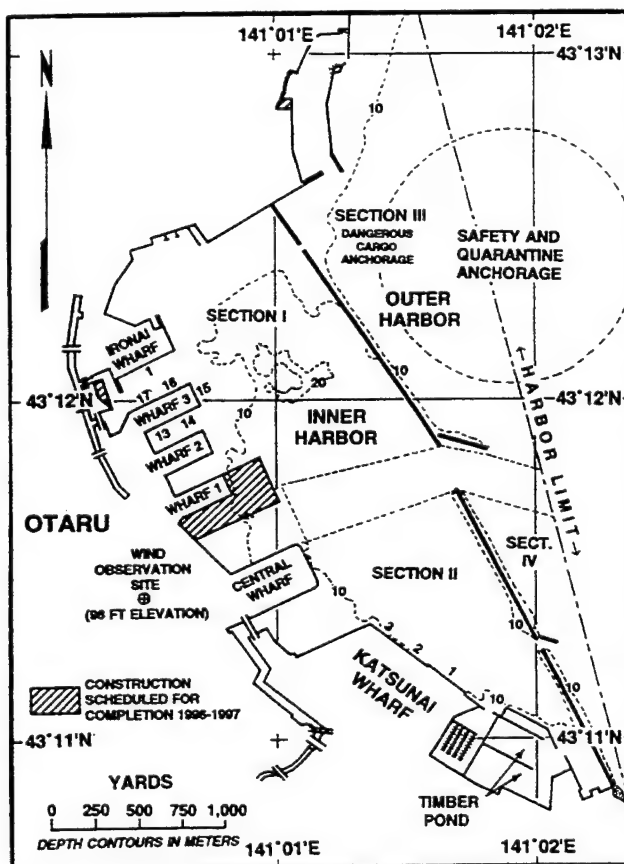 141°01'E
141°02'E
43°13'N
N
10
SECTION III
DANGEROUS
CARGO
ANCHORAGE
SAFETY AND
QUARANTINE
ANCHORAGE
OUTER
HARBOR
SECTION I
IRONAI
WHARF
1
17
16
15
WHARF 3
20
10
10
43°12'N
INNER
HARBOR
←HARBOR LIMIT→
13
14
WHARF 2
WHARF 1
OTARU
WIND
OBSERVATION
SITE
(96 FT ELEVATION)
CENTRAL
WHARF
10
SECTION II
SECT.
IV
10
3
2
1
10
10
KATSUNAI
WHARF
CONSTRUCTION
SCHEDULED FOR
COMPLETION 1996-1997
43°11'N
43°11'N
YARDS
0 250 500 750 1,000
DEPTH CONTOURS IN METERS
TIMBER
POND
141°01'E
141°02'E